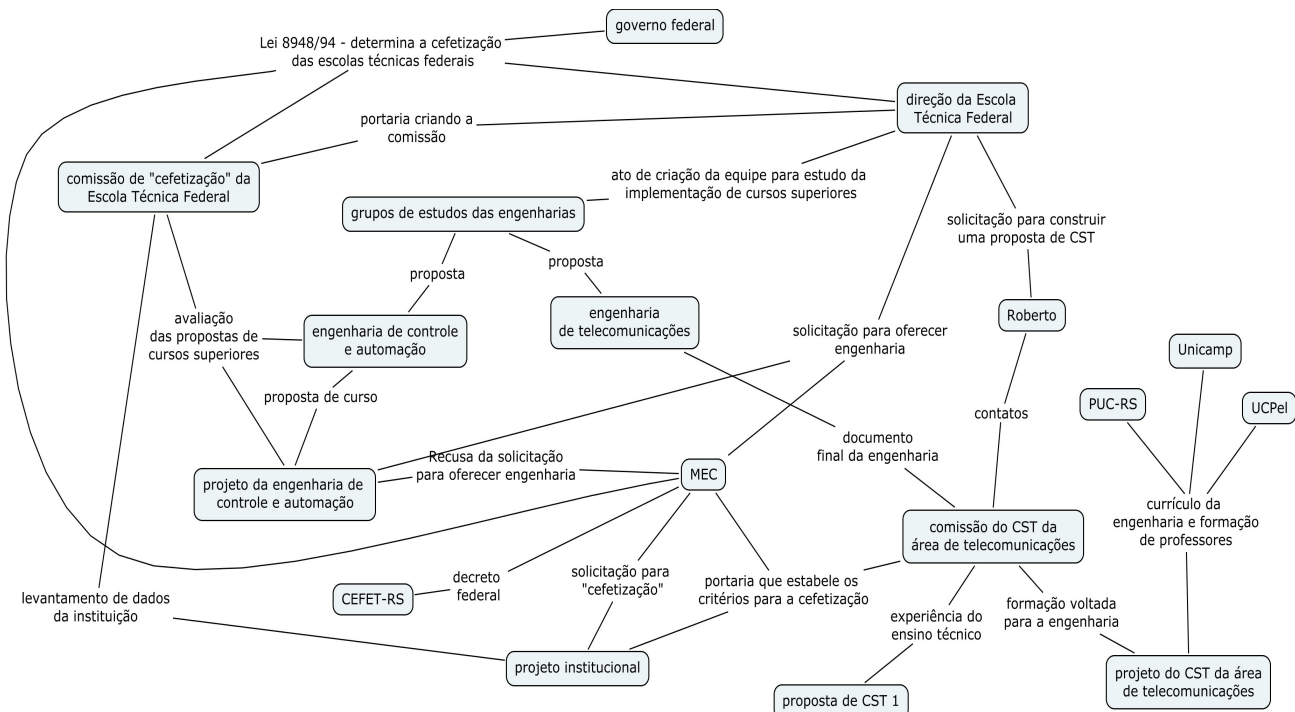 governo federal
Lei 8948/94 - determina a cefetização
das escolas técnicas federais
direção da Escola
Técnica Federal
portaria criando a
comissão
comissão de "cefetização" da
Escola Técnica Federal
ato de criação da equipe para estudo da
implementação de cursos superiores
grupos de estudos das engenharias
solicitação para construir
uma proposta de CST
proposta
proposta
engenharia
de telecomunicações
avaliação
das propostas de
cursos superiores
engenharia de controle
e automação
solicitação para oferecer
engenharia
Roberto
Unicamp
proposta de curso
PUC-RS
UCPel
contatos
documento
final da engenharia
Recusa da solicitação
para oferecer engenharia
MEC
projeto da engenharia de
controle e automação
currículo da
engenharia e formação
de professores
comissão do CST da
área de telecomunicações
decreto
federal
solicitação para
"cefetização"
portaria que estabele os
critérios para a cefetização
CEFET-RS
levantamento de dados
da instituição
experiência do
ensino técnico
formação voltada
para a engenharia
projeto institucional
projeto do CST da área
de telecomunicações
proposta de CST 1